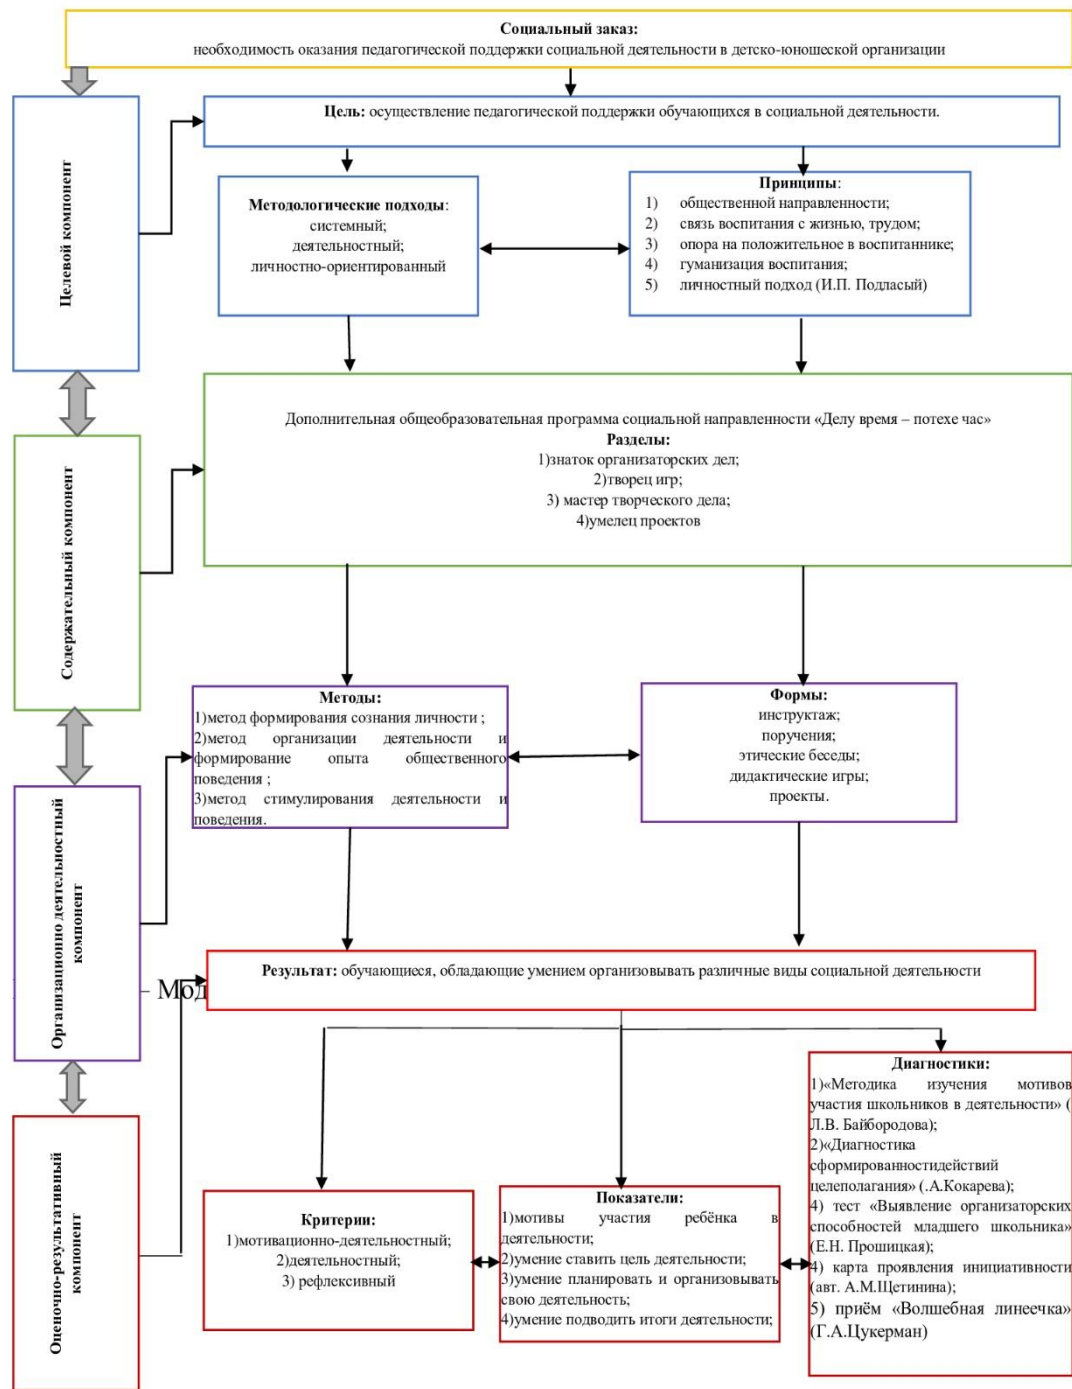 Социальный заказ:
необходимость оказания педагогической поддержки социальной деятельности в детско-юношеской организации
Целевой компонент
Цель: осуществление педагогической поддержки обучающихся в социальной деятельности.
Методологические подходы:
системный;
деятельностный;
личностно-ориентированный
Принципы:
1) общественной направленности;
2) связь воспитания с жизнью, трудом;
3) опора на положительное в воспитаннике;
4) гуманизация воспитания;
5) личностный подход (И.П. Подласый)
Содержательный компонент
Дополнительная общеобразовательная программа социальной направленности «Делу время – потехе час»
Разделы:
1)знаток организаторских дел;
2)творец игр;
3) мастер творческого дела;
4)умелец проектов
Организационно деятельностный
компонент
Методы:
1)метод формирования сознания личности ;
2)метод организации деятельности и
формирование опыта общественного
поведения ;
3)метод стимулирования деятельности и
поведения.
Формы:
инструктаж;
поручения;
этические беседы;
дидактические игры;
проекты.
Результат: обучающиеся, обладающие умением организовывать различные виды социальной деятельности
– Мод
Оценочно-результативный
компонент
Критерии:
1)мотивационно-деятельностный;
2)деятельностный;
3) рефлексивный
Показатели:
1)мотивы участия ребёнка в
деятельности;
2)умение ставить цель деятельности;
3)умение планировать и организовывать
свою деятельность;
4)умение подводить итоги деятельности;
Диагностики:
1)«Методика изучения мотивов
участия школьников в деятельности» (
Л.В. Байбородова);
2)«Диагностика
сформированностидействий
целеполагания» (.А.Кокарева);
4) тест «Выявление организаторских
способностей младшего школьника»
(Е.Н. Прошицкая);
4) карта проявления инициативности
(авт. А.М.Щетинина);
5) приём «Волшебная линеечка»
(Г.А.Цукерман)